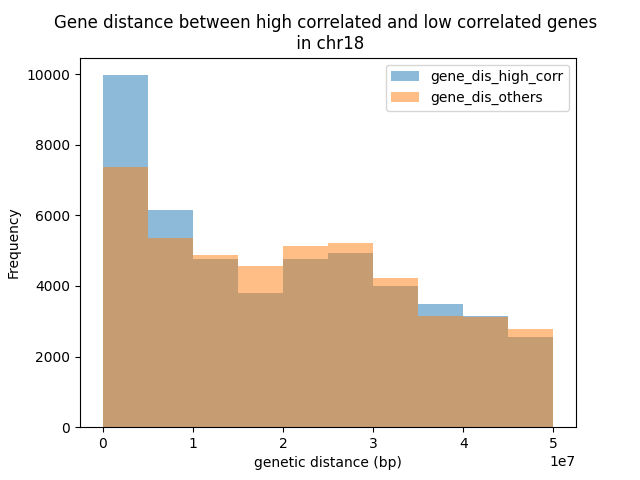 Gene distance between high correlated and low correlated genes
in chr18
gene_dis_high_corr
gene_dis_others
Frequency
10000
8000
6000
4000
2000
0
0
1
2
3
4
5
1e7
genetic distance (bp)